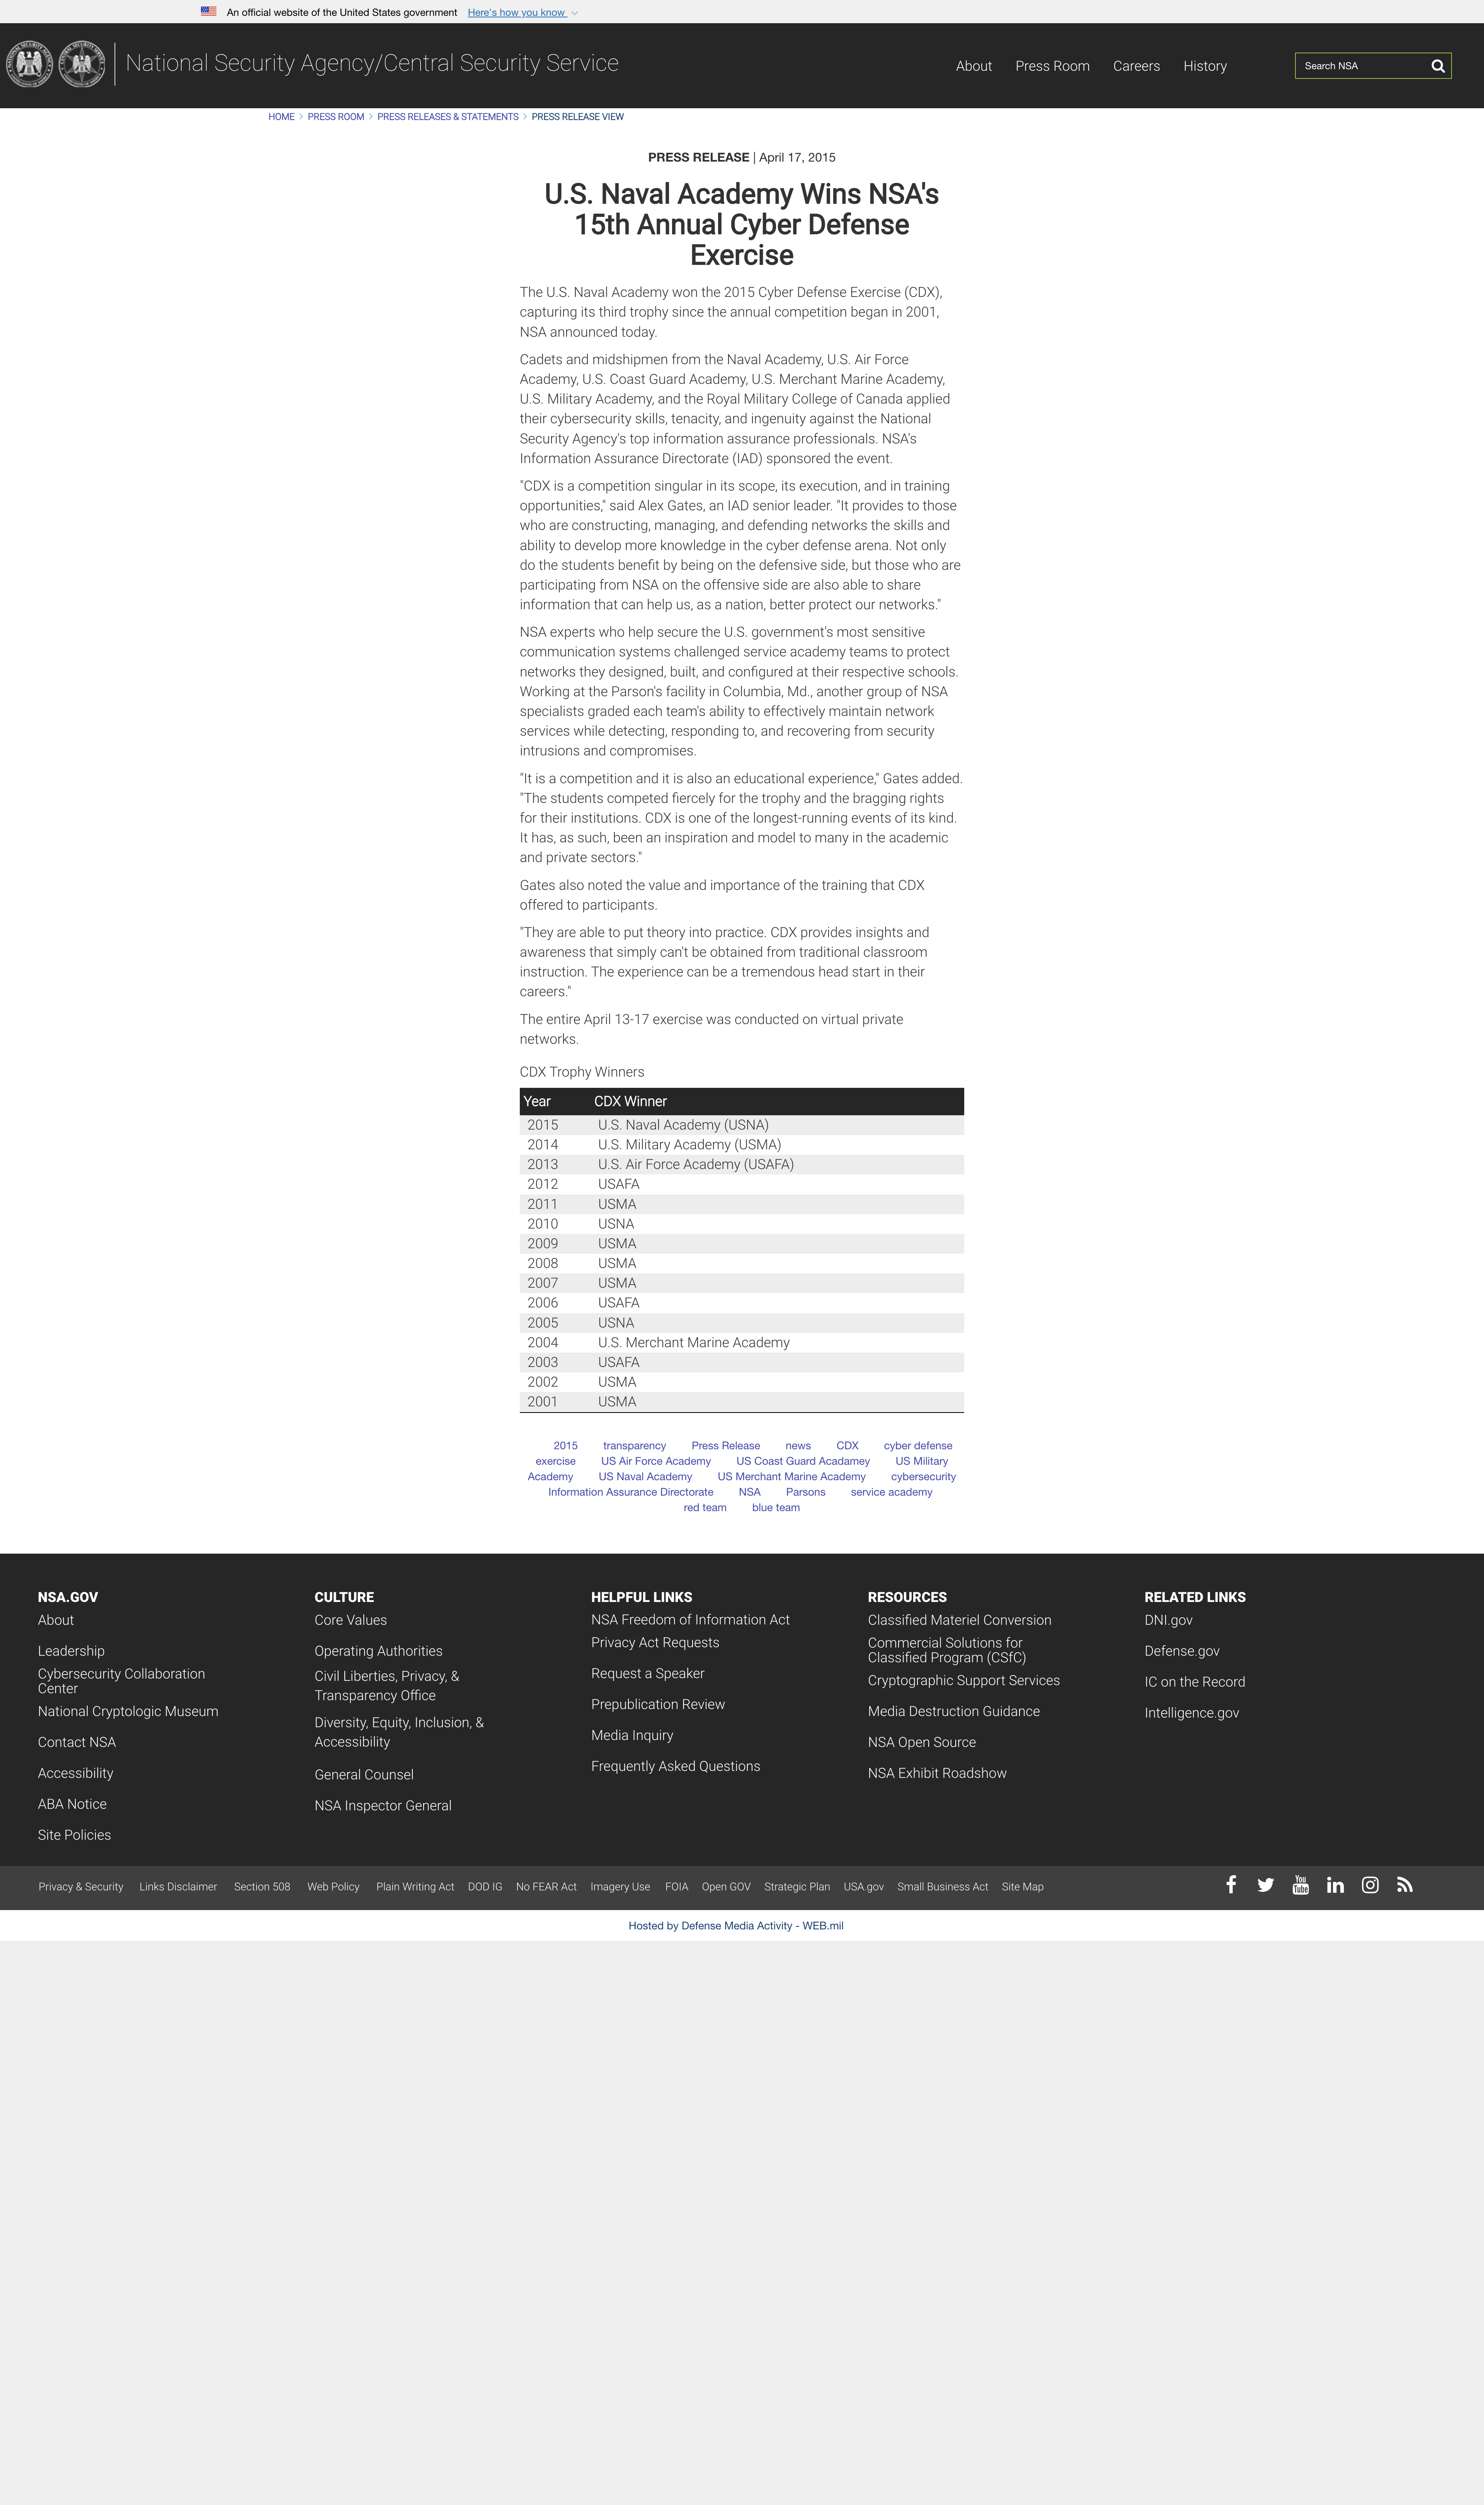 An official website of the United States government Here's how you know
National Security Agency/Central Security Service
About Press Room Careers History
Search NSA
HOME > PRESS ROOM > PRESS RELEASES & STATEMENTS > PRESS RELEASE VIEW
PRESS RELEASE | April 17, 2015
U.S. Naval Academy Wins NSA's
15th Annual Cyber Defense
Exercise
The U.S. Naval Academy won the 2015 Cyber Defense Exercise (CDX),
capturing its third trophy since the annual competition began in 2001,
NSA announced today.
Cadets and midshipmen from the Naval Academy, U.S. Air Force
Academy, U.S. Coast Guard Academy, U.S. Merchant Marine Academy,
U.S. Military Academy, and the Royal Military College of Canada applied
their cybersecurity skills, tenacity, and ingenuity against the National
Security Agency's top information assurance professionals. NSA's
Information Assurance Directorate (IAD) sponsored the event.
"CDX is a competition singular in its scope, its execution, and in training
opportunities," said Alex Gates, an IAD senior leader. "It provides to those
who are constructing, managing, and defending networks the skills and
ability to develop more knowledge in the cyber defense arena. Not only
do the students benefit by being on the defensive side, but those who are
participating from NSA on the offensive side are also able to share
information that can help us, as a nation, better protect our networks."
NSA experts who help secure the U.S. government's most sensitive
communication systems challenged service academy teams to protect
networks they designed, built, and configured at their respective schools.
Working at the Parson's facility in Columbia, Md., another group of NSA
specialists graded each team's ability to effectively maintain network
services while detecting, responding to, and recovering from security
intrusions and compromises.
"It is a competition and it is also an educational experience," Gates added.
"The students competed fiercely for the trophy and the bragging rights
for their institutions. CDX is one of the longest-running events of its kind.
It has, as such, been an inspiration and model to many in the academic
and private sectors."
Gates also noted the value and importance of the training that CDX
offered to participants.
"They are able to put theory into practice. CDX provides insights and
awareness that simply can't be obtained from traditional classroom
instruction. The experience can be a tremendous head start in their
careers."
The entire April 13-17 exercise was conducted on virtual private
networks.
CDX Trophy Winners
Year CDX Winner
2015 U.S. Naval Academy (USNA)
2014 U.S. Military Academy (USMA)
2013 U.S. Air Force Academy (USAFA)
2012 USAFA
2011 USMA
2010 USNA
2009 USMA
2008 USMA
2007 USMA
2006 USAFA
2005 USNA
2004 U.S. Merchant Marine Academy
2003 USAFA
2002 USMA
2001 USMA
2015 transparency Press Release news CDX cyber defense
exercise US Air Force Academy US Coast Guard Acadamey US Military
Academy US Naval Academy US Merchant Marine Academy cybersecurity
Information Assurance Directorate NSA Parsons service academy
red team blue team
NSA.GOV
About
Leadership
Cybersecurity Collaboration
Center
National Cryptologic Museum
Contact NSA
Accessibility
ABA Notice
Site Policies
CULTURE
Core Values
Operating Authorities
Civil Liberties, Privacy, &
Transparency Office
Diversity, Equity, Inclusion, &
Accessibility
General Counsel
NSA Inspector General
HELPFUL LINKS
NSA Freedom of Information Act
Privacy Act Requests
Request a Speaker
Prepublication Review
Media Inquiry
Frequently Asked Questions
RESOURCES
Classified Materiel Conversion
Commercial Solutions for
Classified Program (CSfC)
Cryptographic Support Services
Media Destruction Guidance
NSA Open Source
NSA Exhibit Roadshow
RELATED LINKS
DNI.gov
Defense.gov
IC on the Record
Intelligence.gov
Privacy & Security Links Disclaimer Section 508 Web Policy Plain Writing Act DOD IG No FEAR Act Imagery Use FOIA Open GOV Strategic Plan USA.gov Small Business Act Site Map
You Tube in
Hosted by Defense Media Activity - WEB.mil